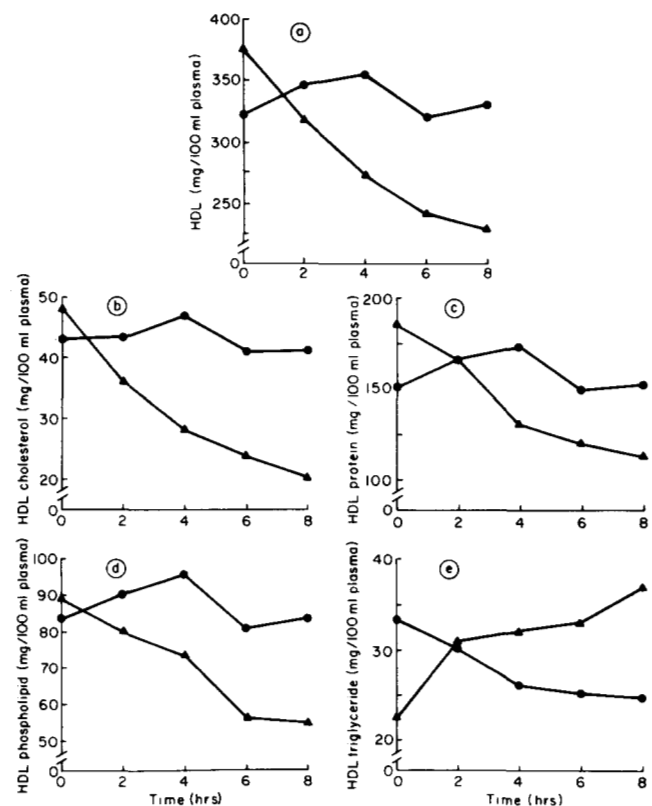 a
HDL (mg/100 ml plasma)
400
350
300
250
0
0 2 4 6 8
b
HDL cholesterol (mg/100 ml plasma)
50
40
30
20
0
0 2 4 6 8
c
HDL protein (mg/100 ml plasma)
200
150
100
0
0 2 4 6 8
d
HDL phospholipid (mg/100 ml plasma)
100
90
80
70
60
50
0
0 2 4 6 8
Time (hrs)
e
HDL triglyceride (mg/100 ml plasma)
40
30
20
0
0 2 4 6 8
Time (hrs)